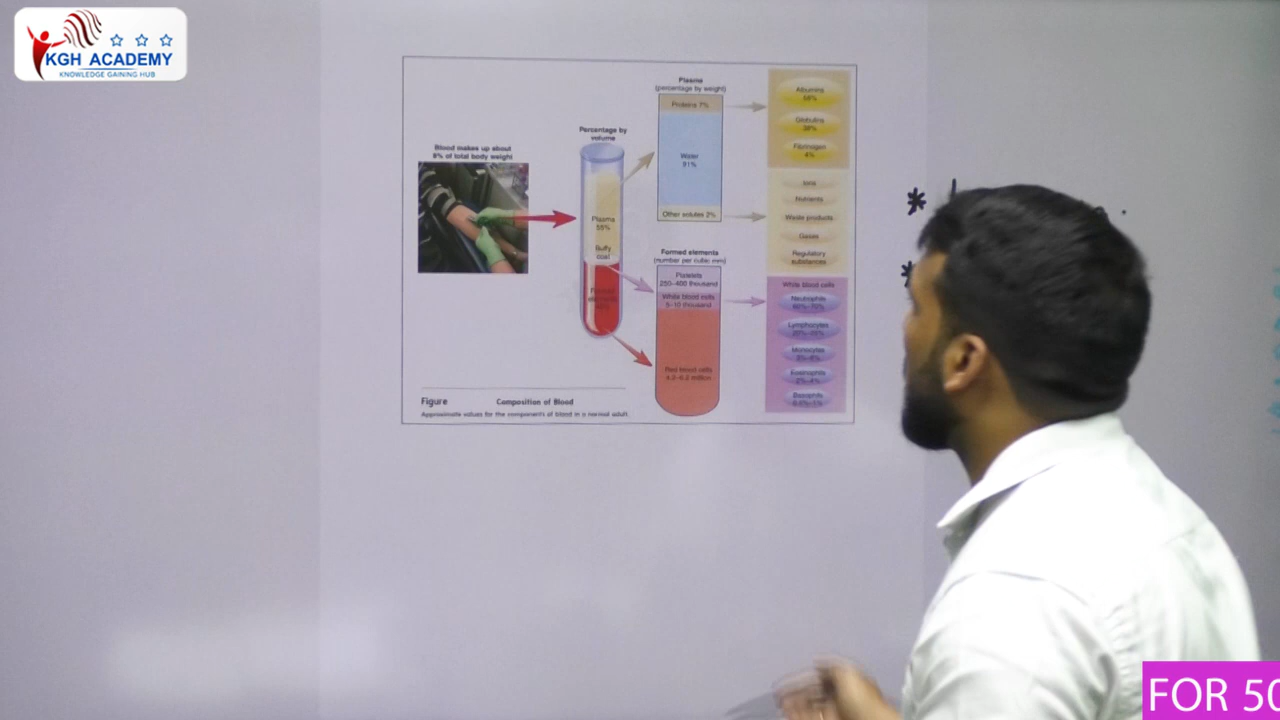 KGH ACADEMY
KNOWLEDGE GAINING HUB
Blood makes up about
8% of total body weight
Percentage by
volume
Plasma
55%
Buffy
coat
Plasma
(percentage by weight)
Proteins 7%
Water
91%
Other solutes 2%
Formed elements
(number per cubic mm)
Platelets
250–400 thousand
White blood cells
5–10 thousand
Red blood cells
Albumins
58%
Globulins
38%
Fibrinogen
4%
Ions
Nutrients
Waste products
Gases
Regulatory
substances
White blood cells
Neutrophils
60%–70%
Lymphocytes
Monocytes
Eosinophils
2%–4%
Basophils
Figure Composition of Blood
Approximate values for the components of blood in a normal adult.
FOR 50